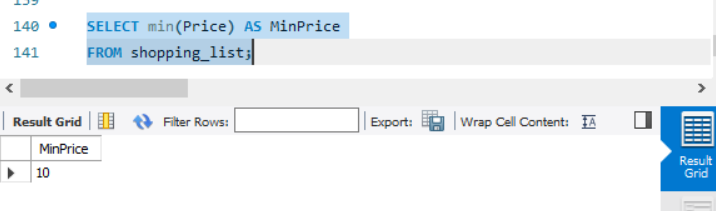 139
140 SELECT min(Price) AS MinPrice
141 FROM shopping_list;
Result Grid Filter Rows: Export: Wrap Cell Content: IA
MinPrice
10
Result
Grid